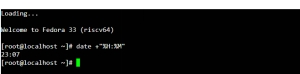 Loading...
Welcome to Fedora 33 (riscv64)
[root@localhost ~]# date +"%H:%M"
23:07
[root@localhost ~]#